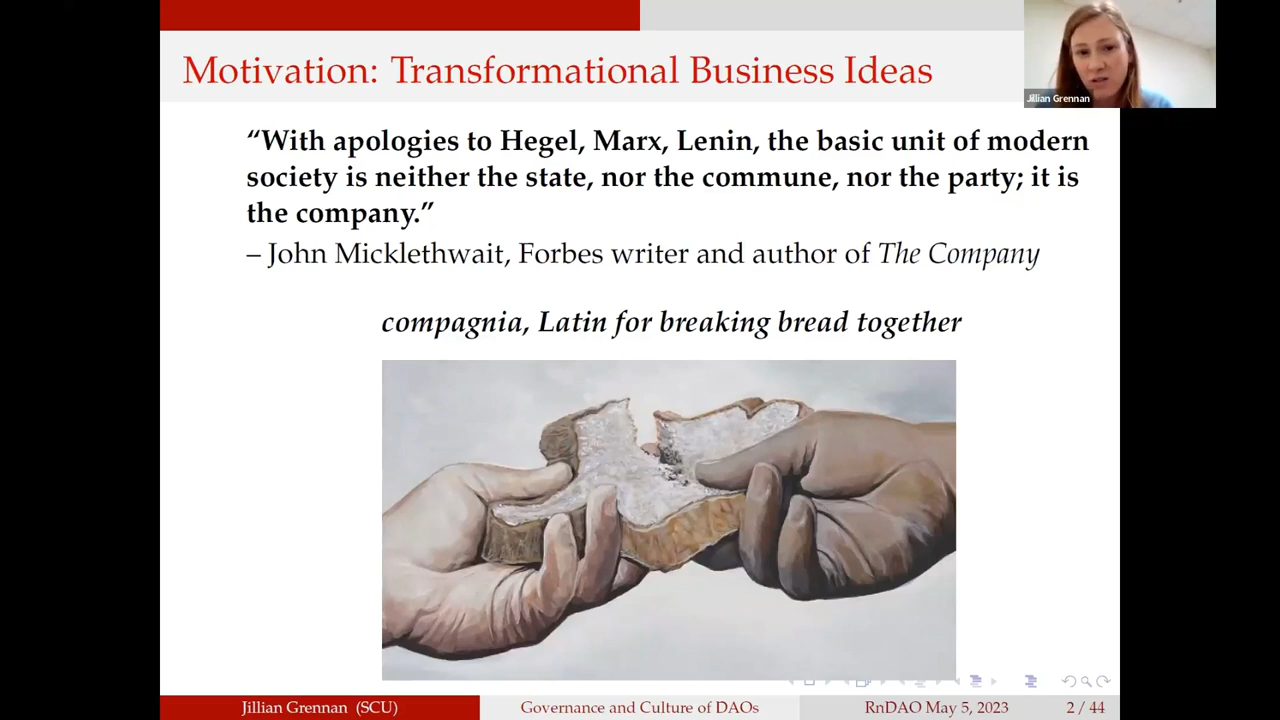 Motivation: Transformational Business Ideas
Jillian Grennan
“With apologies to Hegel, Marx, Lenin, the basic unit of modern
society is neither the state, nor the commune, nor the party; it is
the company.”
– John Micklethwait, Forbes writer and author of The Company
compagnia, Latin for breaking bread together
Jillian Grennan (SCU)
Governance and Culture of DAOs
RnDAO May 5, 2023
2 / 44